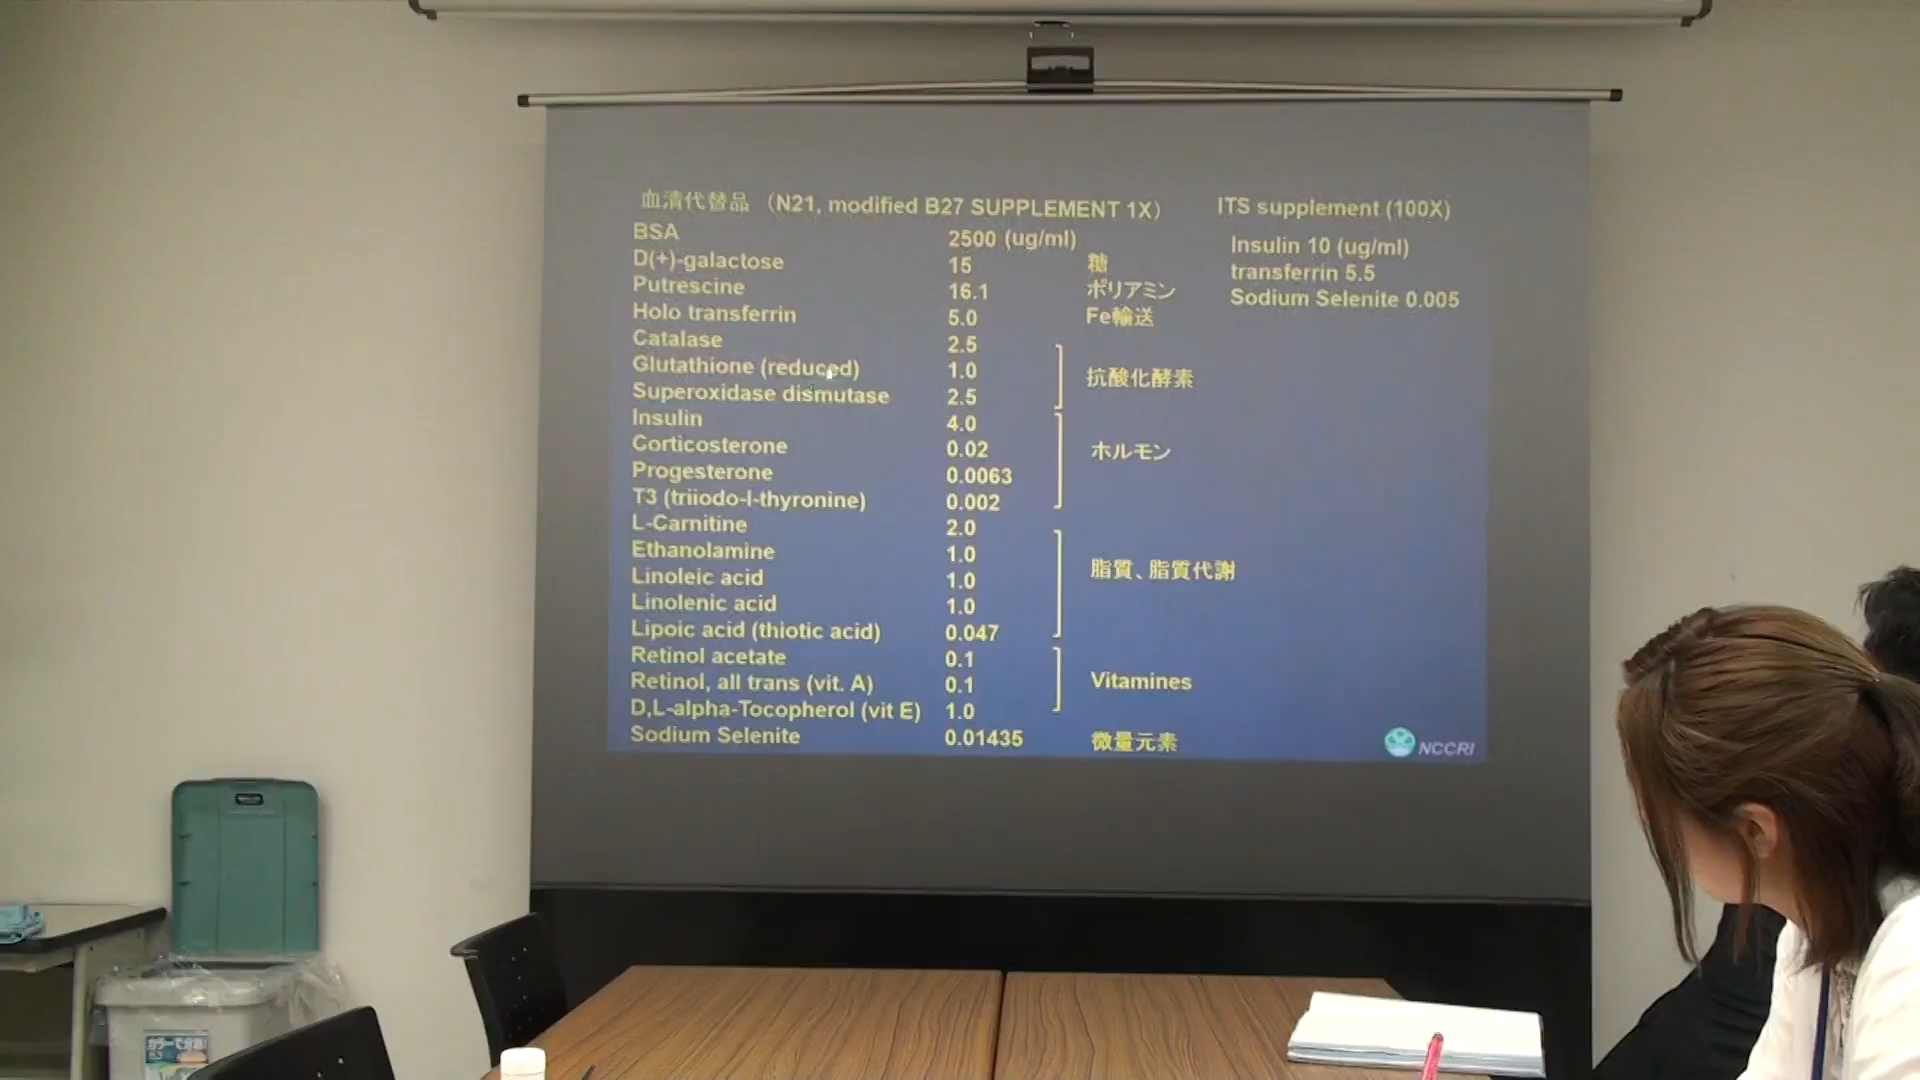 血清代替品 （N21, modified B27 SUPPLEMENT 1X） ITS supplement (100X)
BSA 2500 (ug/ml) Insulin 10 (ug/ml)
D(+)-galactose 15 糖 transferrin 5.5
Putrescine 16.1 ポリアミン Sodium Selenite 0.005
Holo transferrin 5.0 Fe輸送
Catalase 2.5
Glutathione (reduced) 1.0 抗酸化酵素
Superoxidase dismutase 2.5
Insulin 4.0
Corticosterone 0.02 ホルモン
Progesterone 0.0063
T3 (triiodo-l-thyronine) 0.002
L-Carnitine 2.0
Ethanolamine 1.0
Linoleic acid 1.0 脂質、脂質代謝
Linolenic acid 1.0
Lipoic acid (thiotic acid) 0.047
Retinol acetate 0.1
Retinol, all trans (vit. A) 0.1 Vitamines
D,L-alpha-Tocopherol (vit E) 1.0
Sodium Selenite 0.01435 微量元素
NCCRI
カラーで分別!